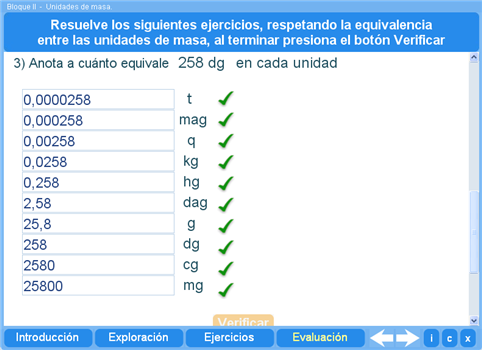 Bloque II - Unidades de masa.
Resuelve los siguientes ejercicios, respetando la equivalencia
entre las unidades de masa, al terminar presiona el botón Verificar
3) Anota a cuánto equivale 258 dg en cada unidad
0,0000258 t
0,000258 mag
0,00258 q
0,0258 kg
0,258 hg
2,58 dag
25,8 g
258 dg
2580 cg
25800 mg
Verificar
Introducción Exploración Ejercicios Evaluación i c x